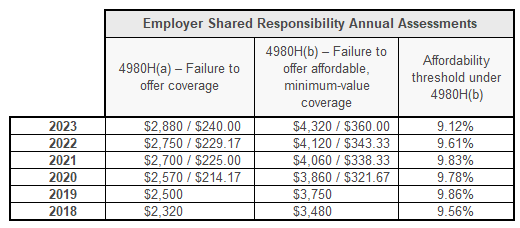 Employer Shared Responsibility Annual Assessments
4980H(a) – Failure to
offer coverage
4980H(b) – Failure to
offer affordable,
minimum-value
coverage
Affordability
threshold under
4980H(b)
2023 $2,880 / $240.00 $4,320 / $360.00 9.12%
2022 $2,750 / $229.17 $4,120 / $343.33 9.61%
2021 $2,700 / $225.00 $4,060 / $338.33 9.83%
2020 $2,570 / $214.17 $3,860 / $321.67 9.78%
2019 $2,500 $3,750 9.86%
2018 $2,320 $3,480 9.56%